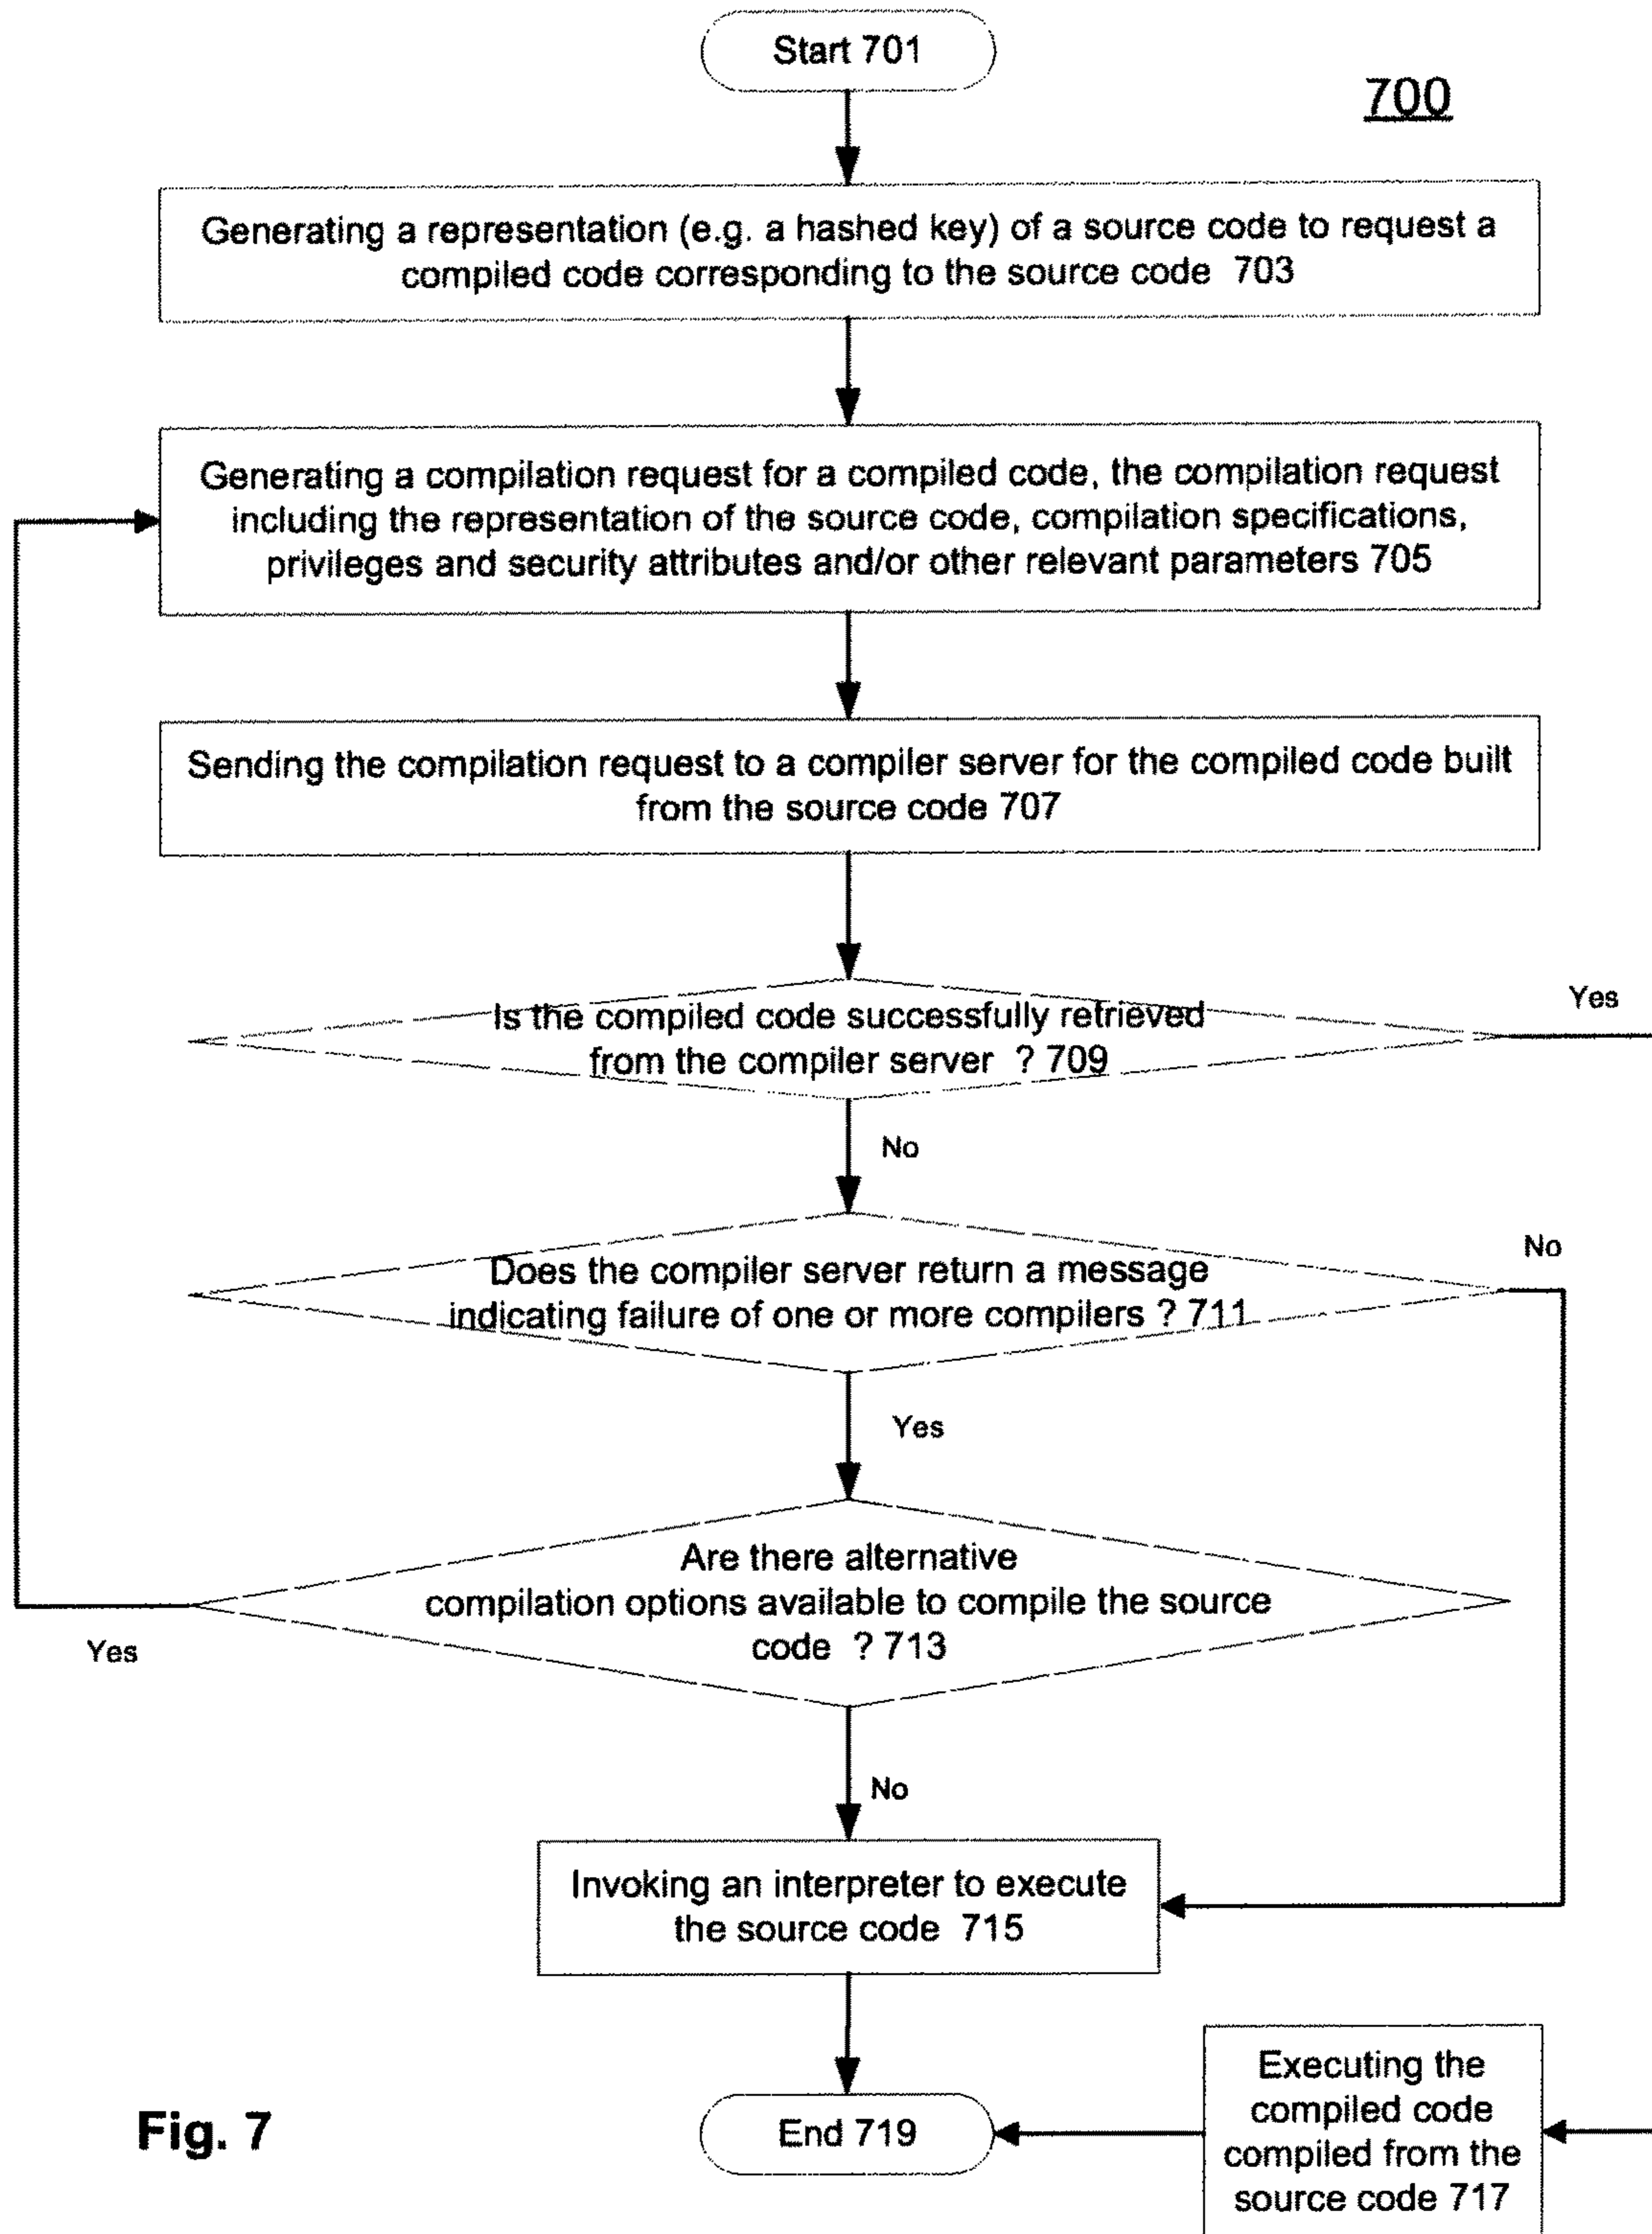 Start 701
700
Generating a representation (e.g. a hashed key) of a source code to request a
compiled code corresponding to the source code 703
Generating a compilation request for a compiled code, the compilation request
including the representation of the source code, compilation specifications,
privileges and security attributes and/or other relevant parameters 705
Sending the compilation request to a compiler server for the compiled code built
from the source code 707
Yes
Is the compiled code successfully retrieved
from the compiler server ? 709
No
No
Does the compiler server return a message
indicating failure of one or more compilers ? 711
Yes
Are there alternative
compilation options available to compile the source
code ? 713
Yes
No
Invoking an interpreter to execute
the source code 715
Executing the
compiled code
compiled from the
source code 717
End 719
Fig. 7